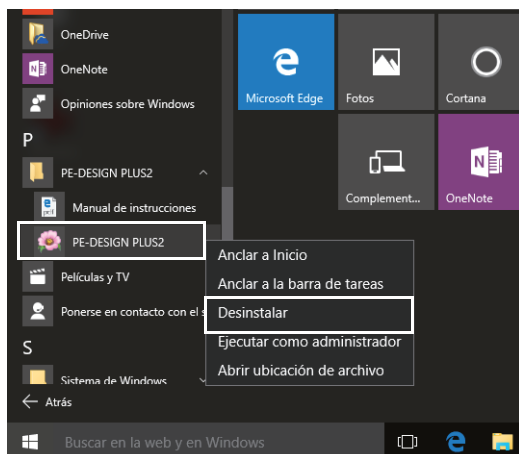 OneDrive
OneNote
Opiniones sobre Windows
P
PE-DESIGN PLUS2
Manual de instrucciones
PE-DESIGN PLUS2
Películas y TV
Ponerse en contacto con el s
S
Sistema de Windows
Atrás
Buscar en la web y en Windows
Microsoft Edge
Fotos
Cortana
Complement...
OneNote
Anclar a Inicio
Anclar a la barra de tareas
Desinstalar
Ejecutar como administrador
Abrir ubicación de archivo